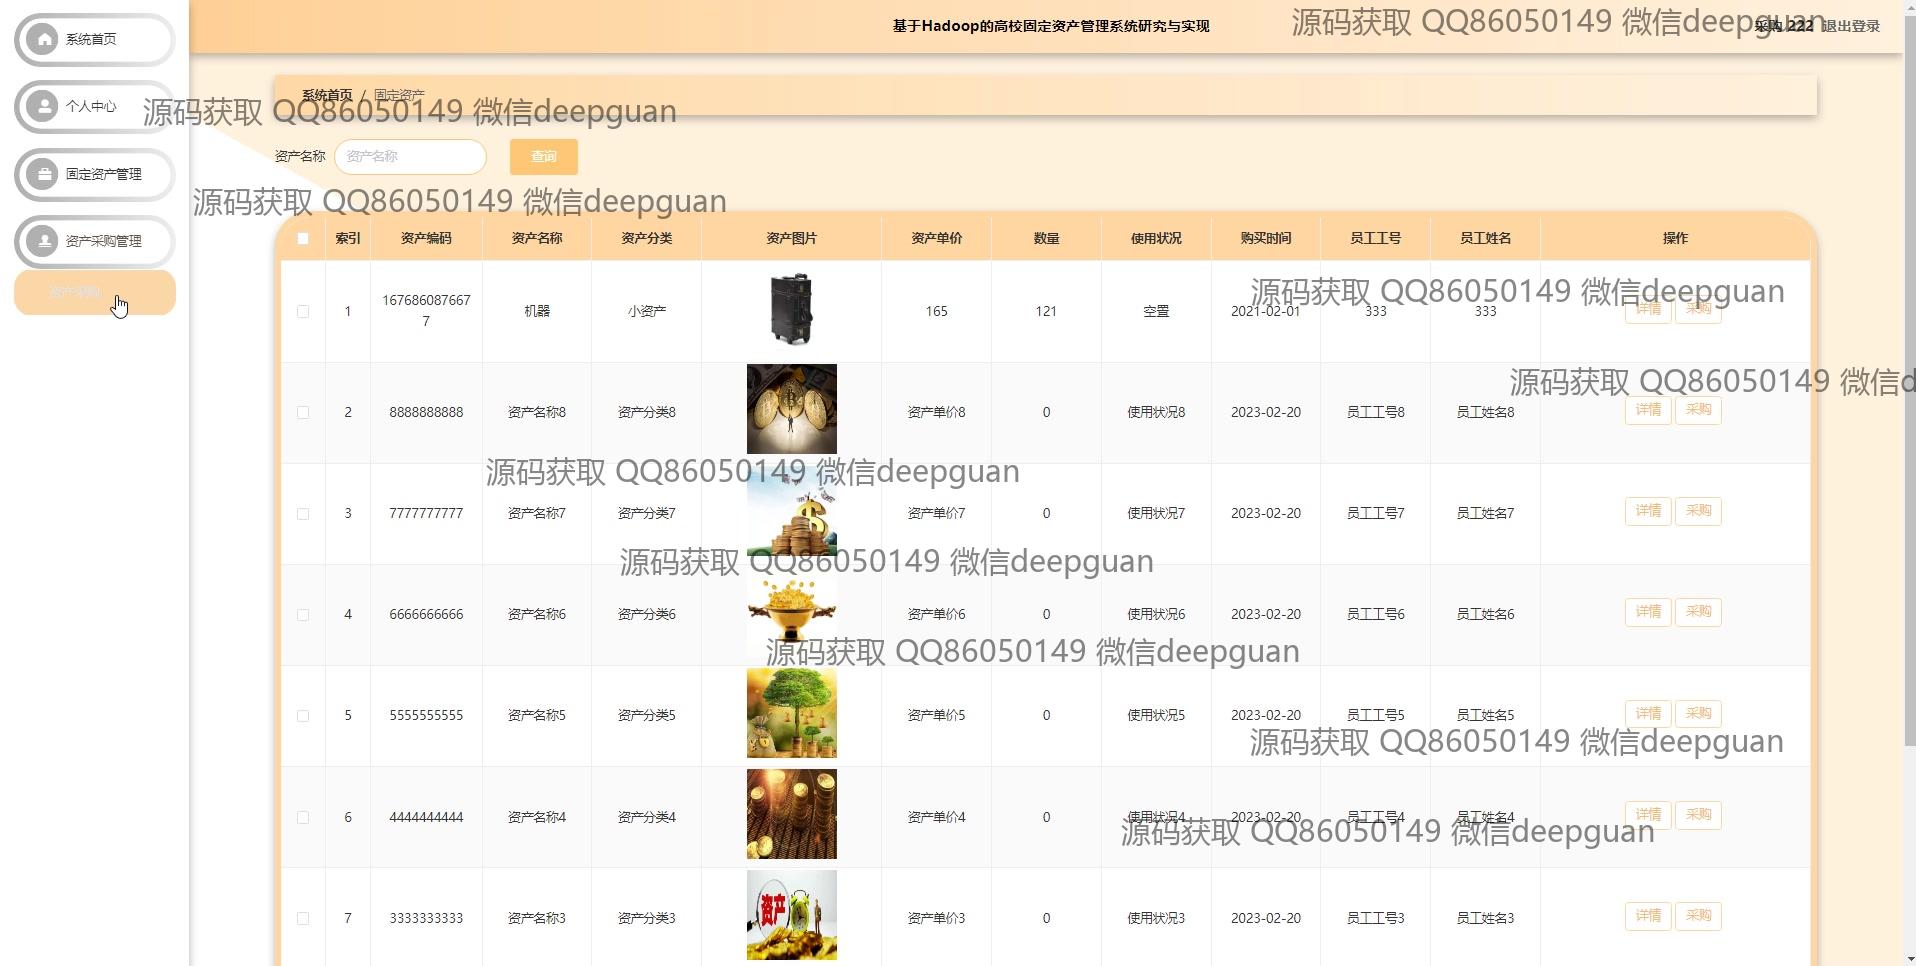 系统首页
个人中心
固定资产管理
资产采购管理
资产采购
基于Hadoop的高校固定资产管理系统研究与实现
采购 222 退出登录
源码获取 QQ86050149 微信deepguan
系统首页 / 固定资产
源码获取 QQ86050149 微信deepguan
资产名称 资产名称 查询
源码获取 QQ86050149 微信deepguan
索引 资产编码 资产名称 资产分类 资产图片 资产单价 数量 使用状况 购买时间 员工工号 员工姓名 操作
源码获取 QQ86050149 微信deepguan
1 1676860876677 机器 小资产 165 121 空置 2021-02-01 333 333 详情 采购
源码获取 QQ86050149 微信d
2 8888888888 资产名称8 资产分类8 资产单价8 0 使用状况8 2023-02-20 员工工号8 员工姓名8 详情 采购
源码获取 QQ86050149 微信deepguan
3 7777777777 资产名称7 资产分类7 资产单价7 0 使用状况7 2023-02-20 员工工号7 员工姓名7 详情 采购
源码获取 QQ86050149 微信deepguan
4 6666666666 资产名称6 资产分类6 资产单价6 0 使用状况6 2023-02-20 员工工号6 员工姓名6 详情 采购
源码获取 QQ86050149 微信deepguan
5 5555555555 资产名称5 资产分类5 资产单价5 0 使用状况5 2023-02-20 员工工号5 员工姓名5 详情 采购
源码获取 QQ86050149 微信deepguan
6 4444444444 资产名称4 资产分类4 资产单价4 0 使用状况4 2023-02-20 员工工号4 员工姓名4 详情 采购
源码获取 QQ86050149 微信deepguan
7 3333333333 资产名称3 资产分类3 资产 资产单价3 0 使用状况3 2023-02-20 员工工号3 员工姓名3 详情 采购